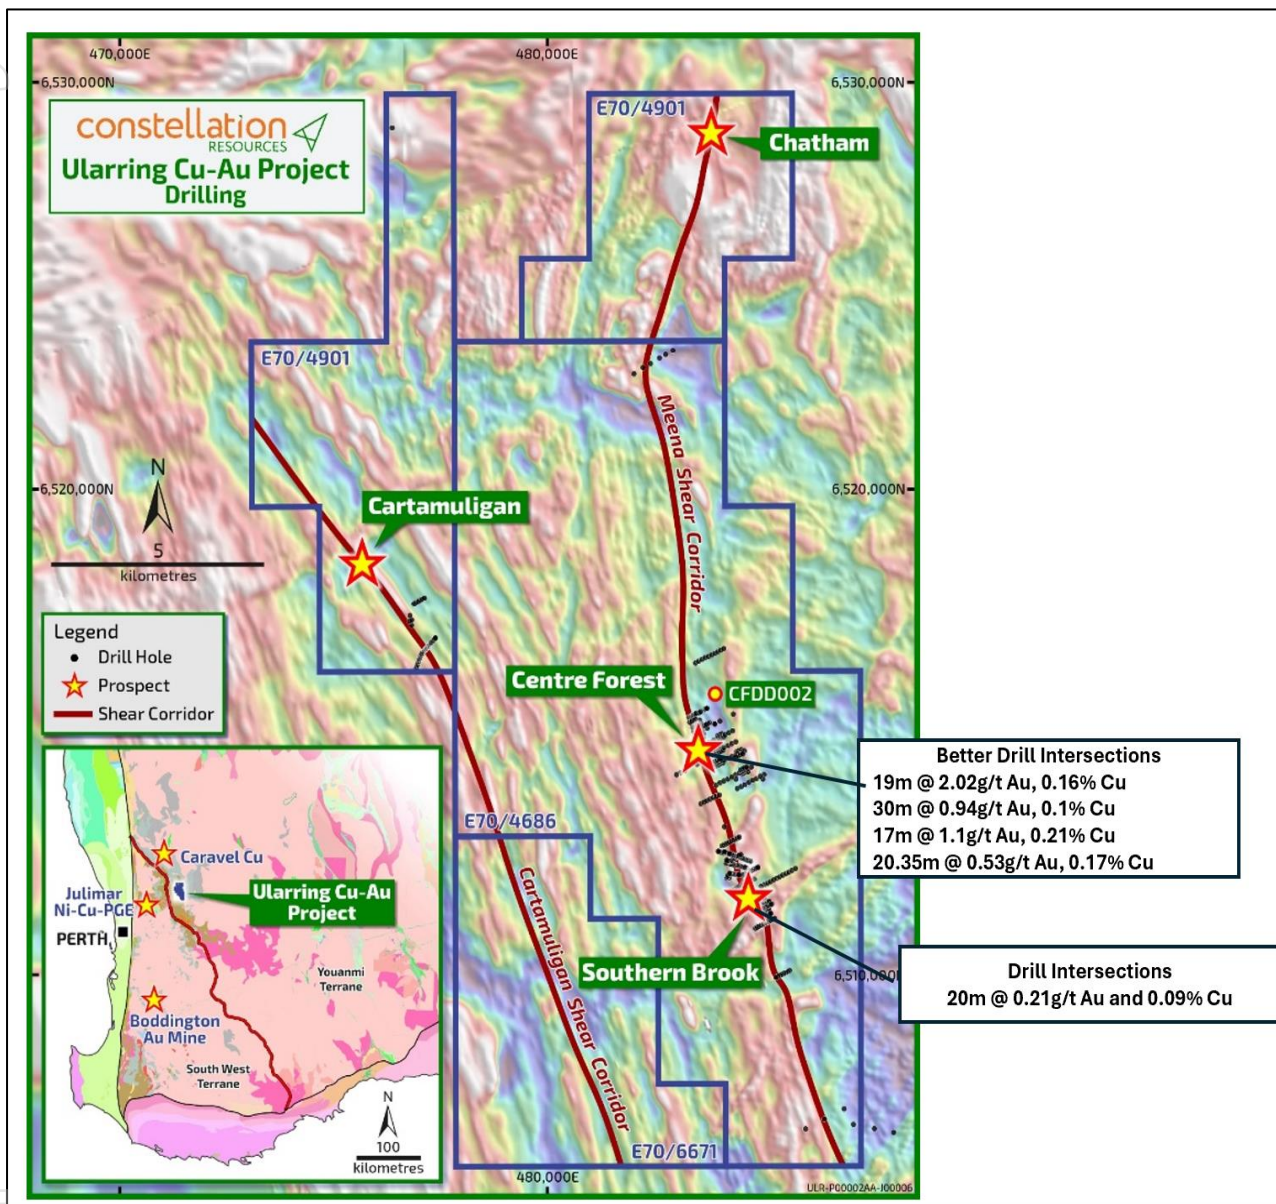 470,000E
480,000E
6,530,000N
6,530,000N
constellation
RESOURCES
Ularring Cu-Au Project
Drilling
E70/4901
Chatham
E70/4901
Meena Shear Corridor
N
6,520,000N
6,520,000N
Cartamuligan
5
kilometres
Legend
Drill Hole
Prospect
Shear Corridor
Centre Forest
CFDD002
Better Drill Intersections
19m @ 2.02g/t Au, 0.16% Cu
30m @ 0.94g/t Au, 0.1% Cu
17m @ 1.1g/t Au, 0.21% Cu
20.35m @ 0.53g/t Au, 0.17% Cu
E70/4686
Cartamuligan Shear Corridor
Southern Brook
6,510,000N
Drill Intersections
20m @ 0.21g/t Au and 0.09% Cu
Caravel Cu
Julimar
Ni-Cu-PGE
Ularring Cu-Au
Project
PERTH
Youanmi
Terrane
Boddington
Au Mine
South West
Terrane
N
100
kilometres
E70/6671
480,000E
ULR-P00002AA-J00006